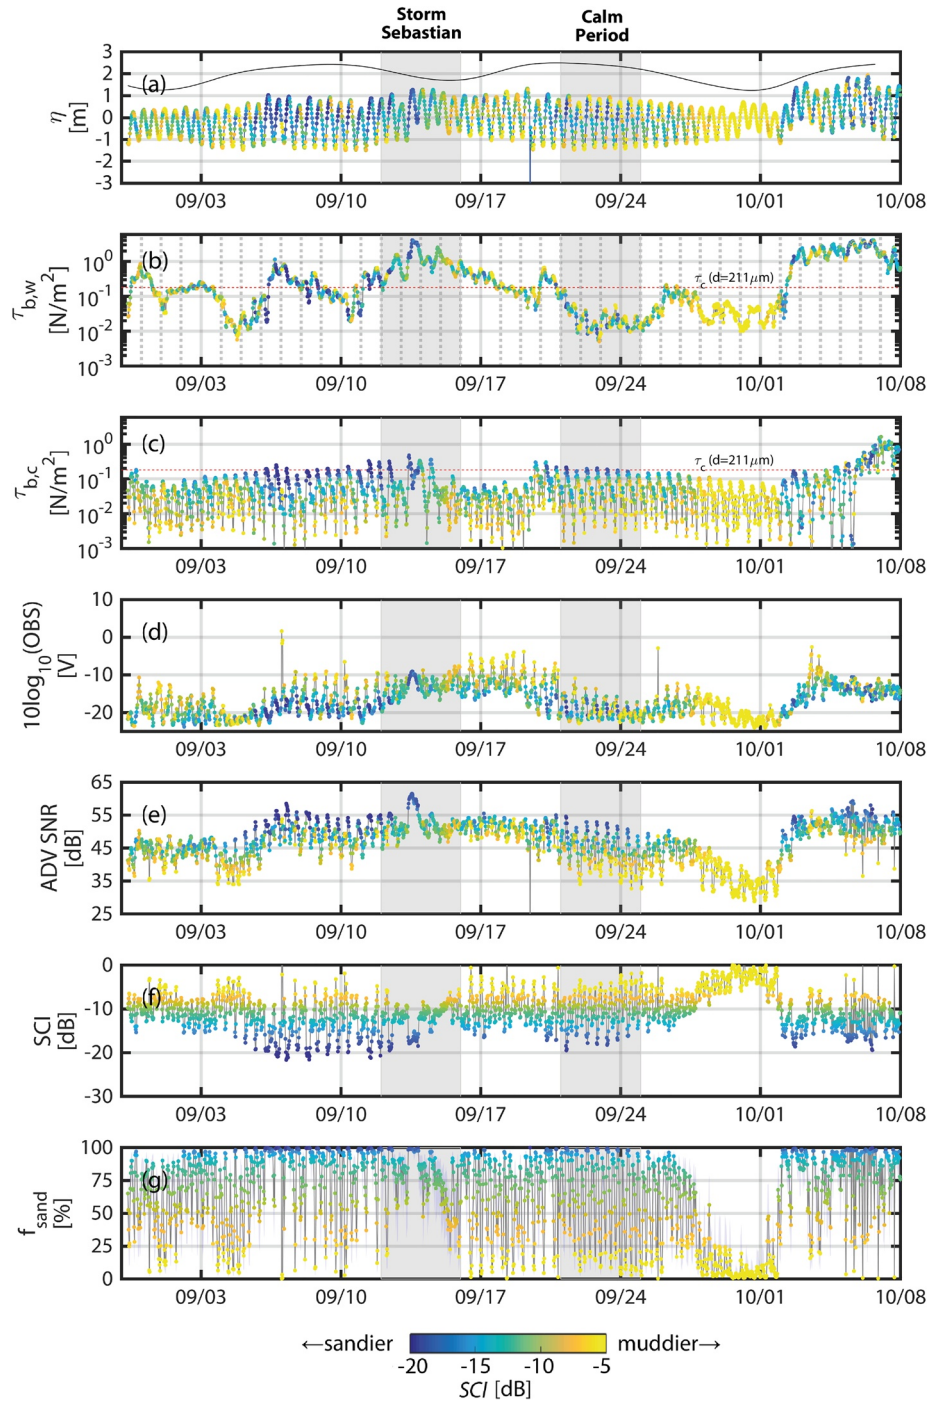 Storm
Sebastian
Calm
Period
(a)
η
[m]
3
2
1
0
-1
-2
-3
09/03 09/10 09/17 09/24 10/01 10/08
(b)
τb,w
[N/m²]
10⁰
10⁻¹
10⁻²
10⁻³
τc (d=211μm)
09/03 09/10 09/17 09/24 10/01 10/08
(c)
τb,c
[N/m²]
10⁰
10⁻¹
10⁻²
10⁻³
τc (d=211μm)
09/03 09/10 09/17 09/24 10/01 10/08
(d)
10log10(OBS)
[V]
10
0
-10
-20
09/03 09/10 09/17 09/24 10/01 10/08
(e)
ADV SNR
[dB]
65
55
45
35
25
09/03 09/10 09/17 09/24 10/01 10/08
(f)
SCI
[dB]
0
-10
-20
-30
09/03 09/10 09/17 09/24 10/01 10/08
(g)
fsand
[%]
100
75
50
25
0
09/03 09/10 09/17 09/24 10/01 10/08
←sandier muddier→
-20 -15 -10 -5
SCI [dB]